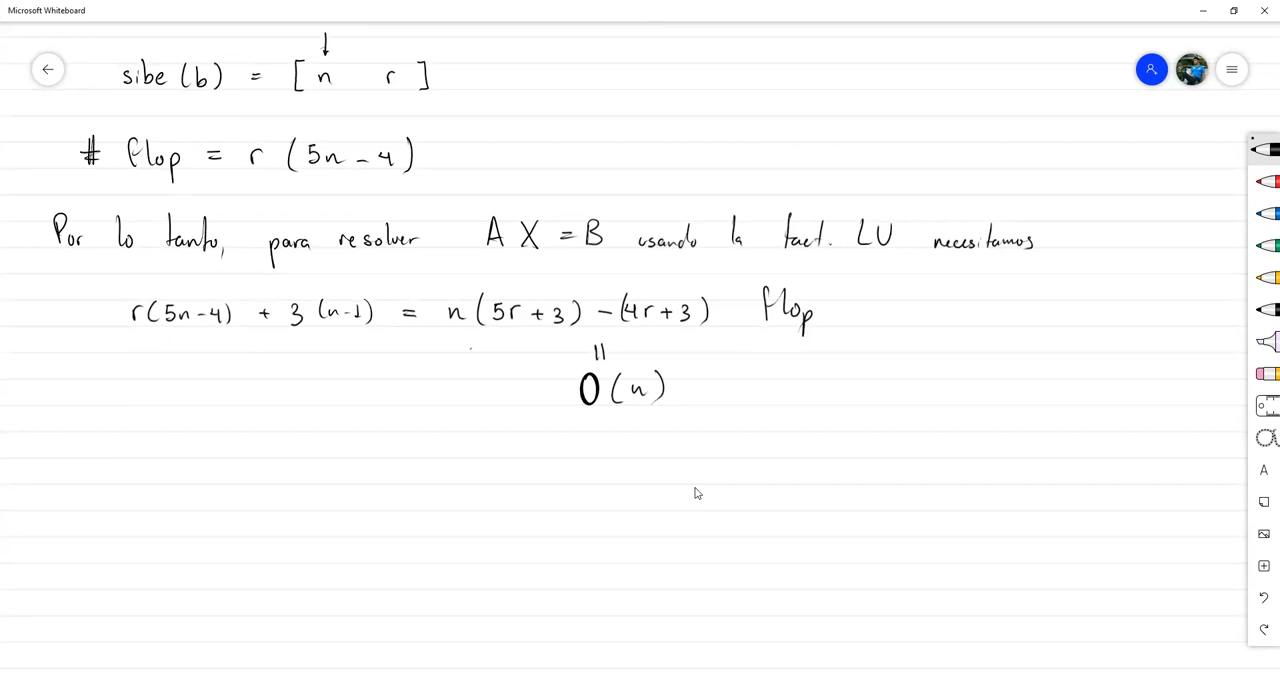 Microsoft Whiteboard
sibe (b) = [ n r ]
# flop = r (5n - 4)
Por lo tanto, para resolver A X = B usando la fact. LU necesitamos
r(5n-4) + 3 (n-1) = n (5r + 3) - (4r + 3) flop
=
O (n)
A